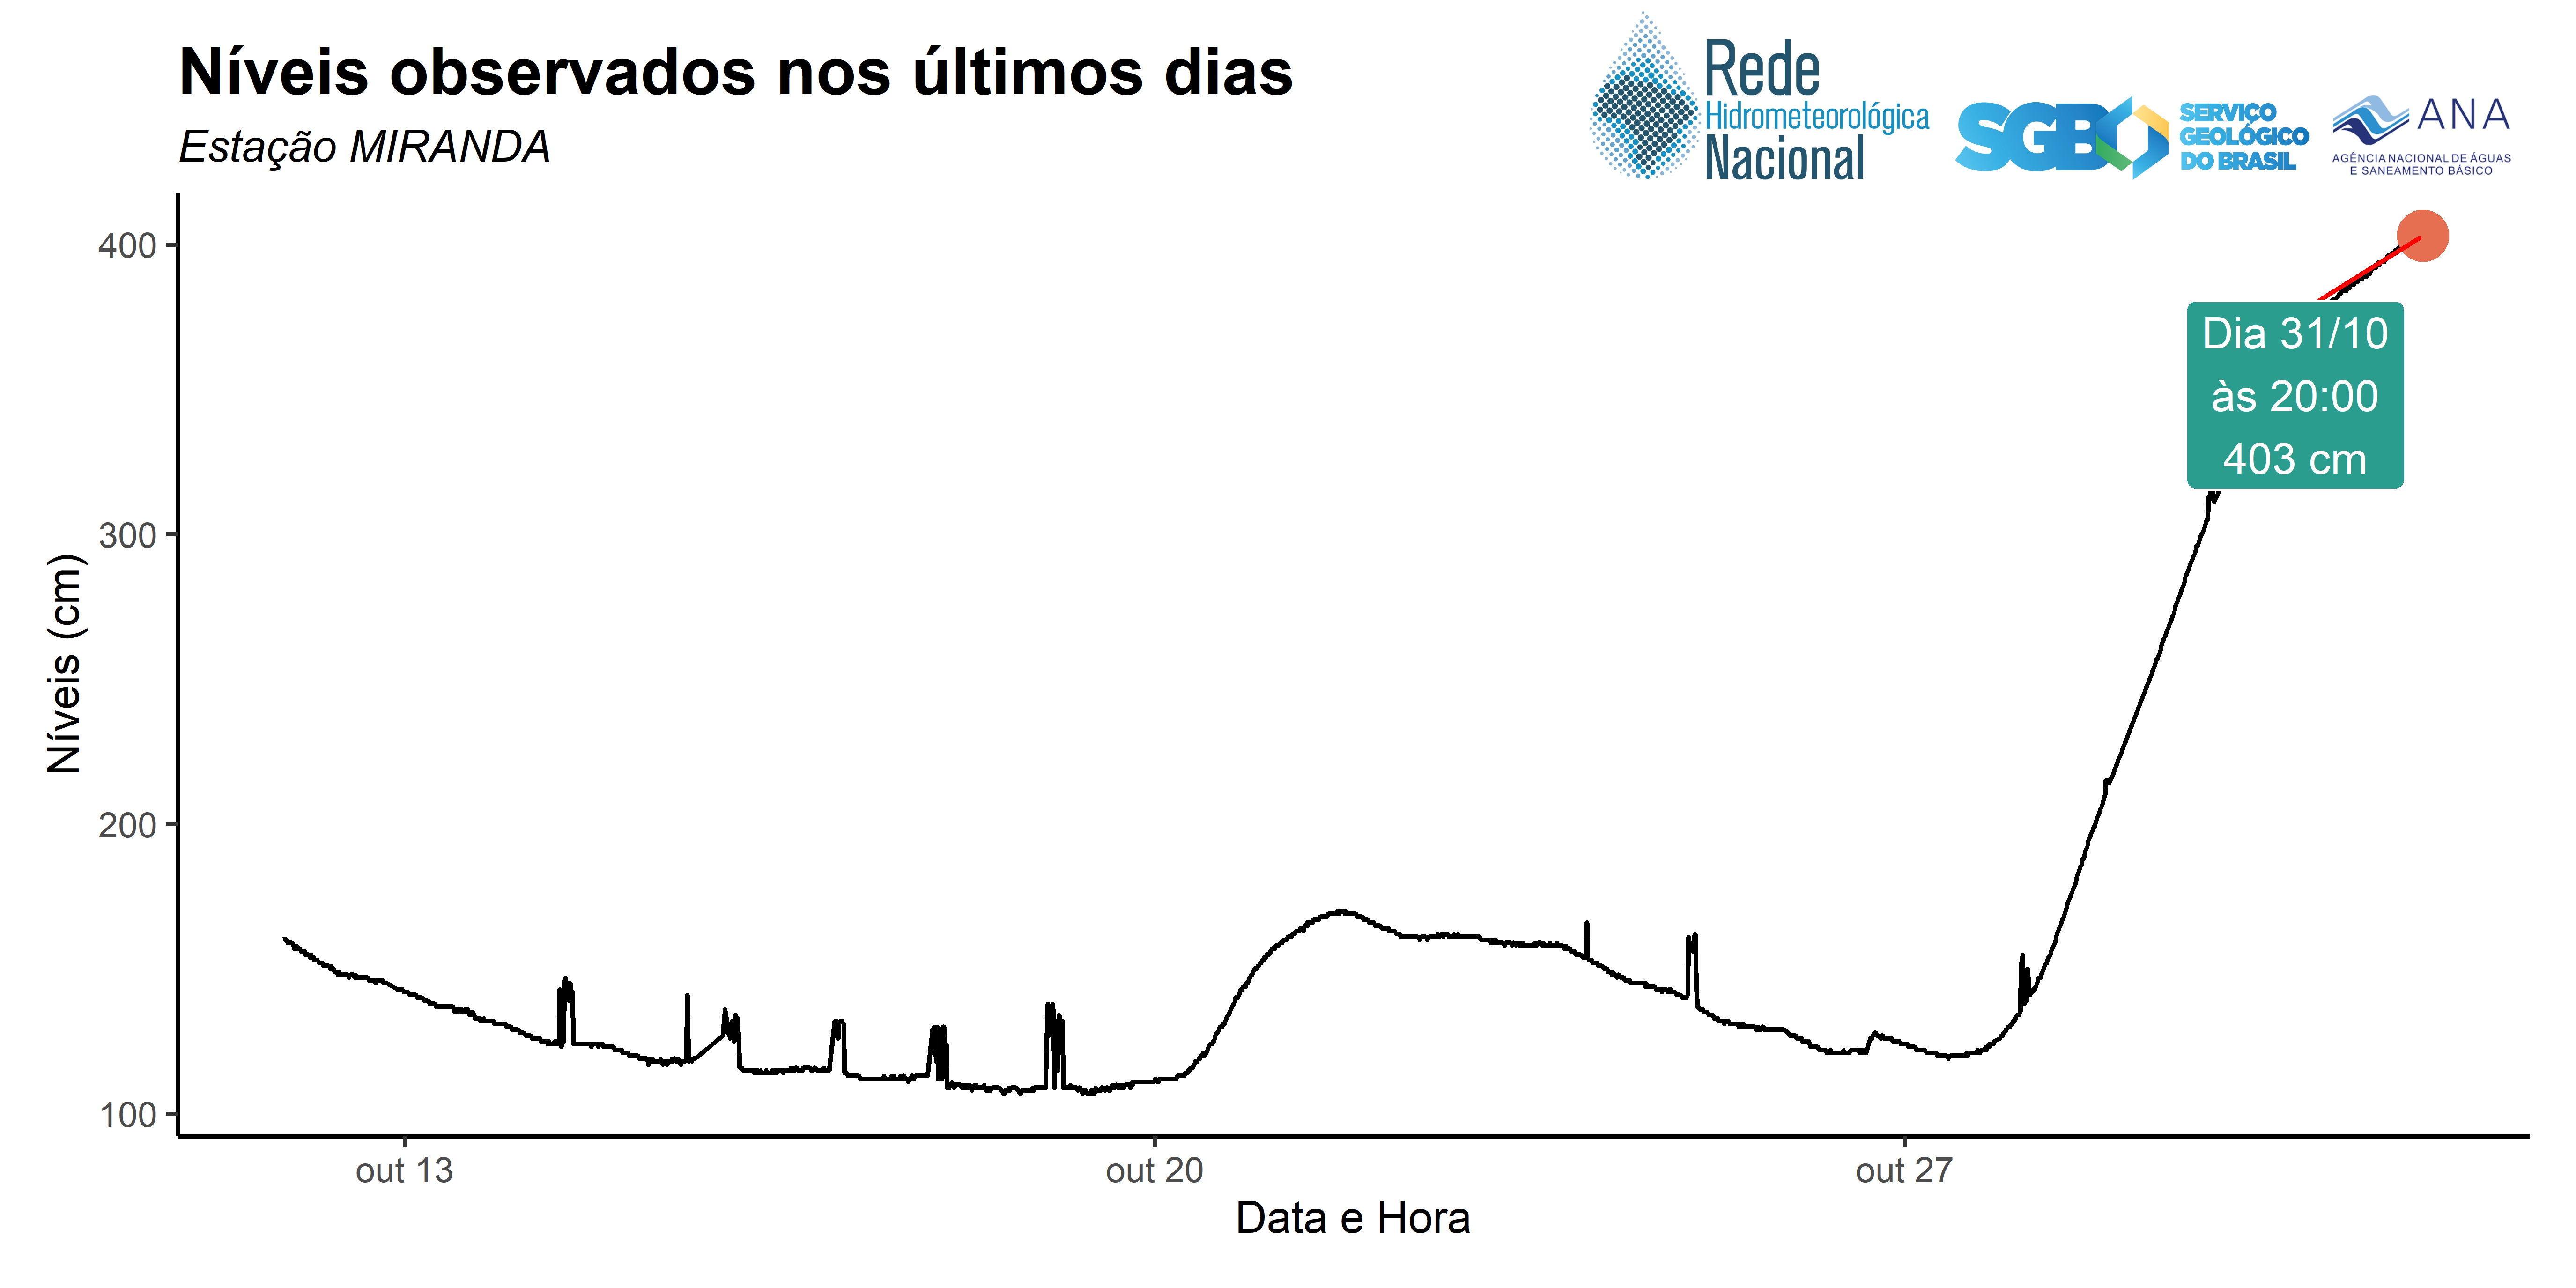 Níveis observados nos últimos dias
Estação MIRANDA
Rede
Hidrometeorológica
Nacional
SGB
SERVIÇO
GEOLÓGICO
DO BRASIL
ANA
AGÊNCIA NACIONAL DE ÁGUAS
E SANEAMENTO BÁSICO
Níveis (cm)
400
300
200
100
Dia 31/10
às 20:00
403 cm
out 13
out 20
out 27
Data e Hora